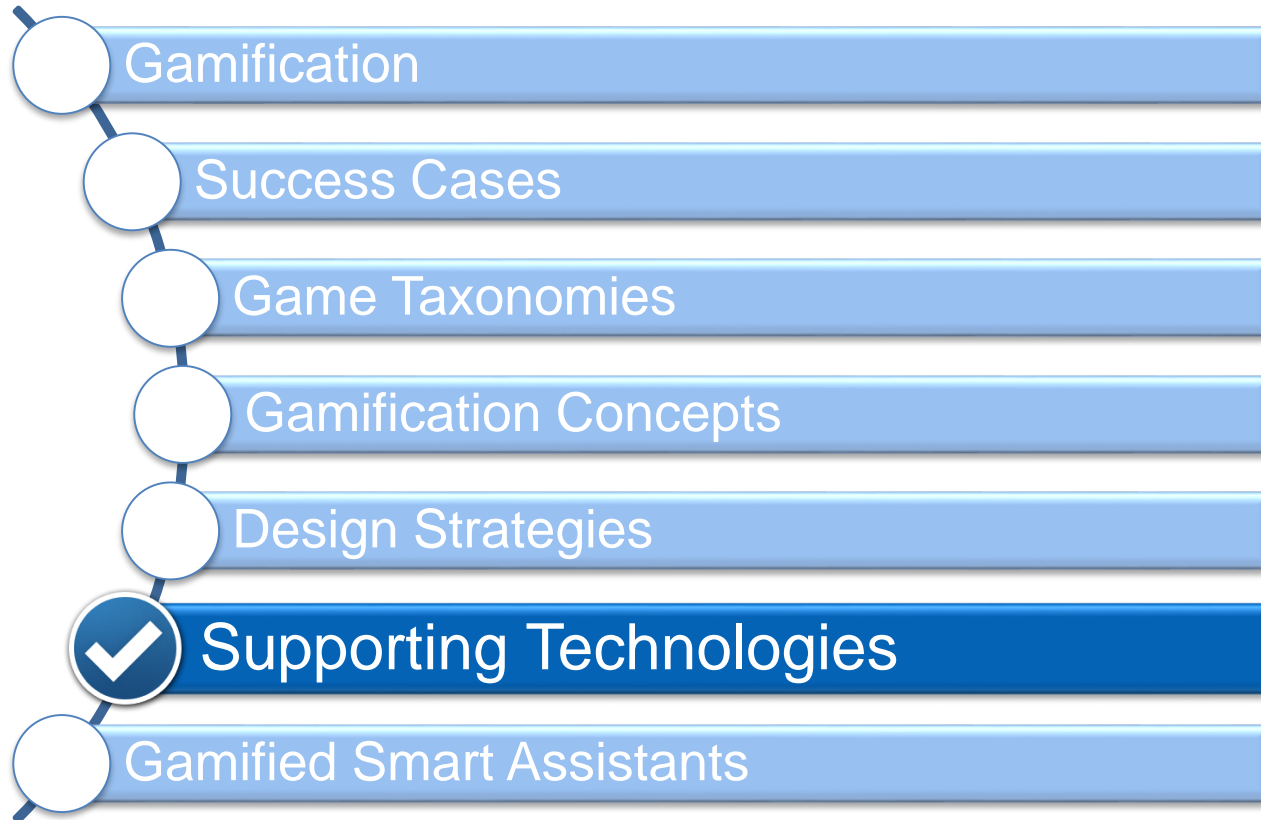 Gamification
Success Cases
Game Taxonomies
Gamification Concepts
Design Strategies
Supporting Technologies
Gamified Smart Assistants